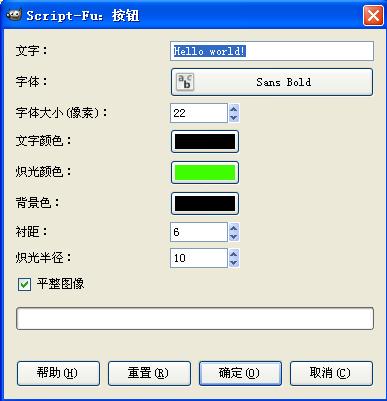 Script-Fu: 按钮
文字：
Hello world!
字体：
Sans Bold
字体大小(像素)：
22
文字颜色：
炽光颜色：
背景色：
衬距：
6
炽光半径：
10
平整图像
帮助(H) 重置(R) 确定(O) 取消(C)